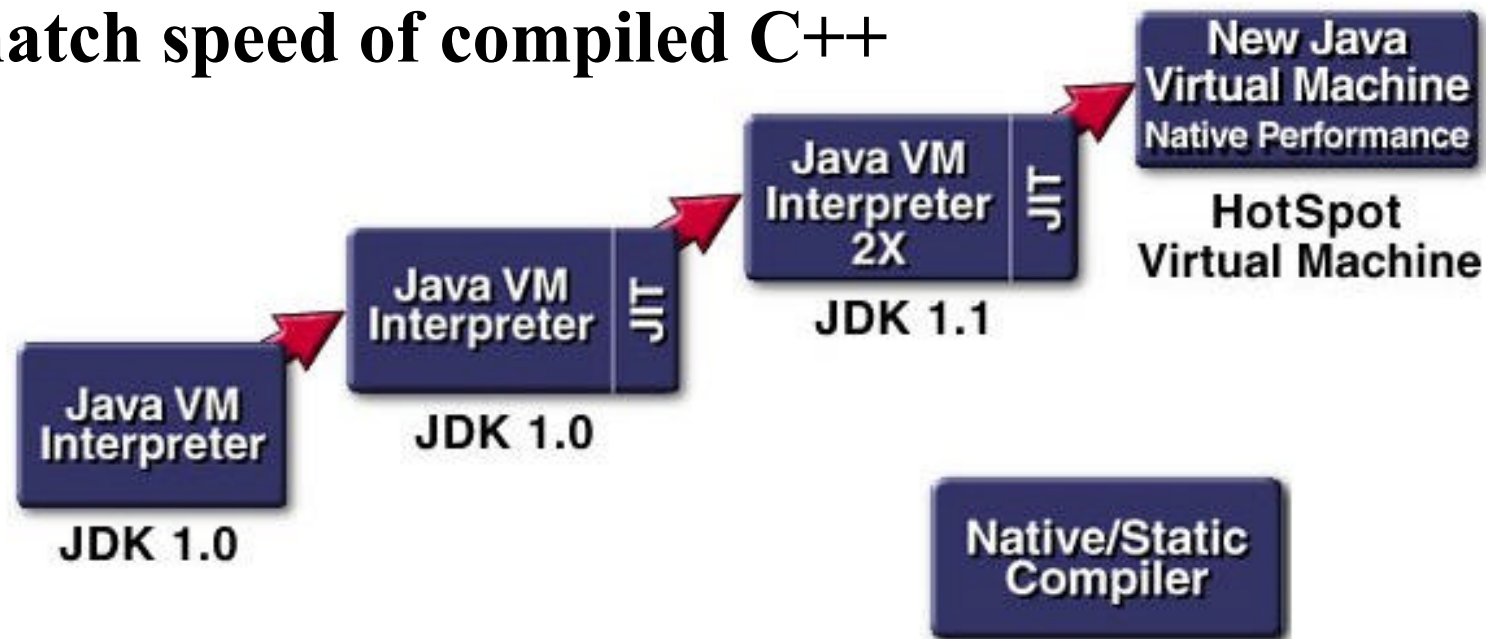 match speed of compiled C++
New Java
Virtual Machine
Native Performance
HotSpot
Virtual Machine
Java VM
Interpreter
2X
JIT
JDK 1.1
Java VM
Interpreter
JIT
JDK 1.0
Java VM
Interpreter
JDK 1.0
Native/Static
Compiler